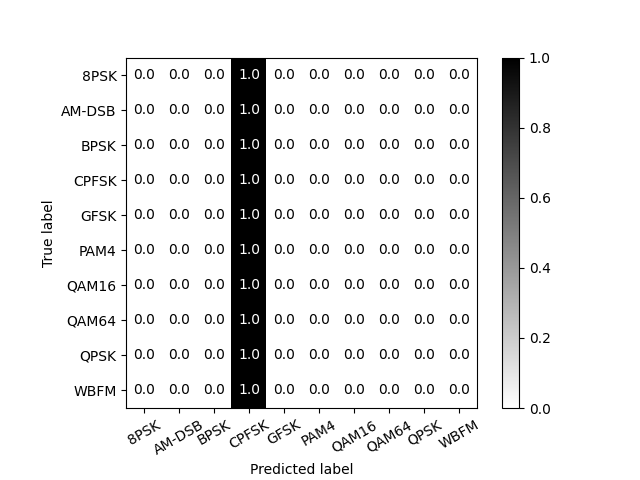 8PSK 0.0 0.0 0.0 1.0 0.0 0.0 0.0 0.0 0.0 0.0
AM-DSB 0.0 0.0 0.0 1.0 0.0 0.0 0.0 0.0 0.0 0.0
BPSK 0.0 0.0 0.0 1.0 0.0 0.0 0.0 0.0 0.0 0.0
CPFSK 0.0 0.0 0.0 1.0 0.0 0.0 0.0 0.0 0.0 0.0
GFSK 0.0 0.0 0.0 1.0 0.0 0.0 0.0 0.0 0.0 0.0
PAM4 0.0 0.0 0.0 1.0 0.0 0.0 0.0 0.0 0.0 0.0
QAM16 0.0 0.0 0.0 1.0 0.0 0.0 0.0 0.0 0.0 0.0
QAM64 0.0 0.0 0.0 1.0 0.0 0.0 0.0 0.0 0.0 0.0
QPSK 0.0 0.0 0.0 1.0 0.0 0.0 0.0 0.0 0.0 0.0
WBFM 0.0 0.0 0.0 1.0 0.0 0.0 0.0 0.0 0.0 0.0
8PSK AM-DSB BPSK CPFSK GFSK PAM4 QAM16 QAM64 QPSK WBFM
Predicted label
True label
1.0
0.8
0.6
0.4
0.2
0.0